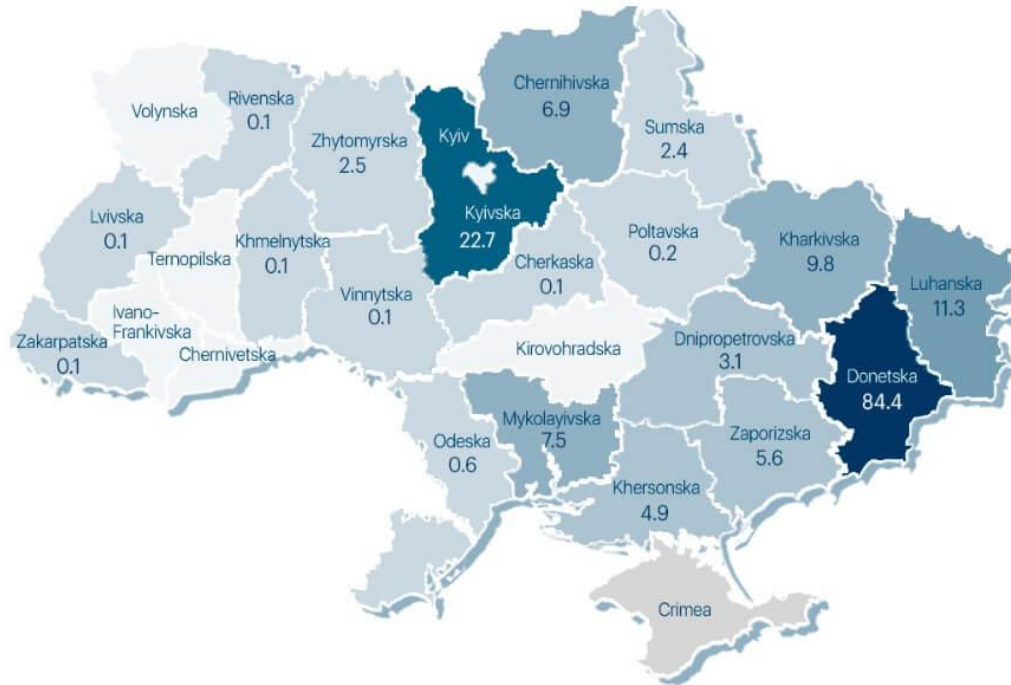 Volynska
Rivenska
0.1
Zhytomyrska
2.5
Kyiv
Kyivska
22.7
Chernihivska
6.9
Sumska
2.4
Lvivska
0.1
Ternopilska
Khmelnytska
0.1
Vinnytska
0.1
Cherkaska
0.1
Poltavska
0.2
Kharkivska
9.8
Luhanska
11.3
Zakarpatska
0.1
Ivano-
Frankivska
Chernivetska
Kirovohradska
Dnipropetrovska
3.1
Donetska
84.4
Odeska
0.6
Mykolayivska
7.5
Zaporizska
5.6
Khersonska
4.9
Crimea